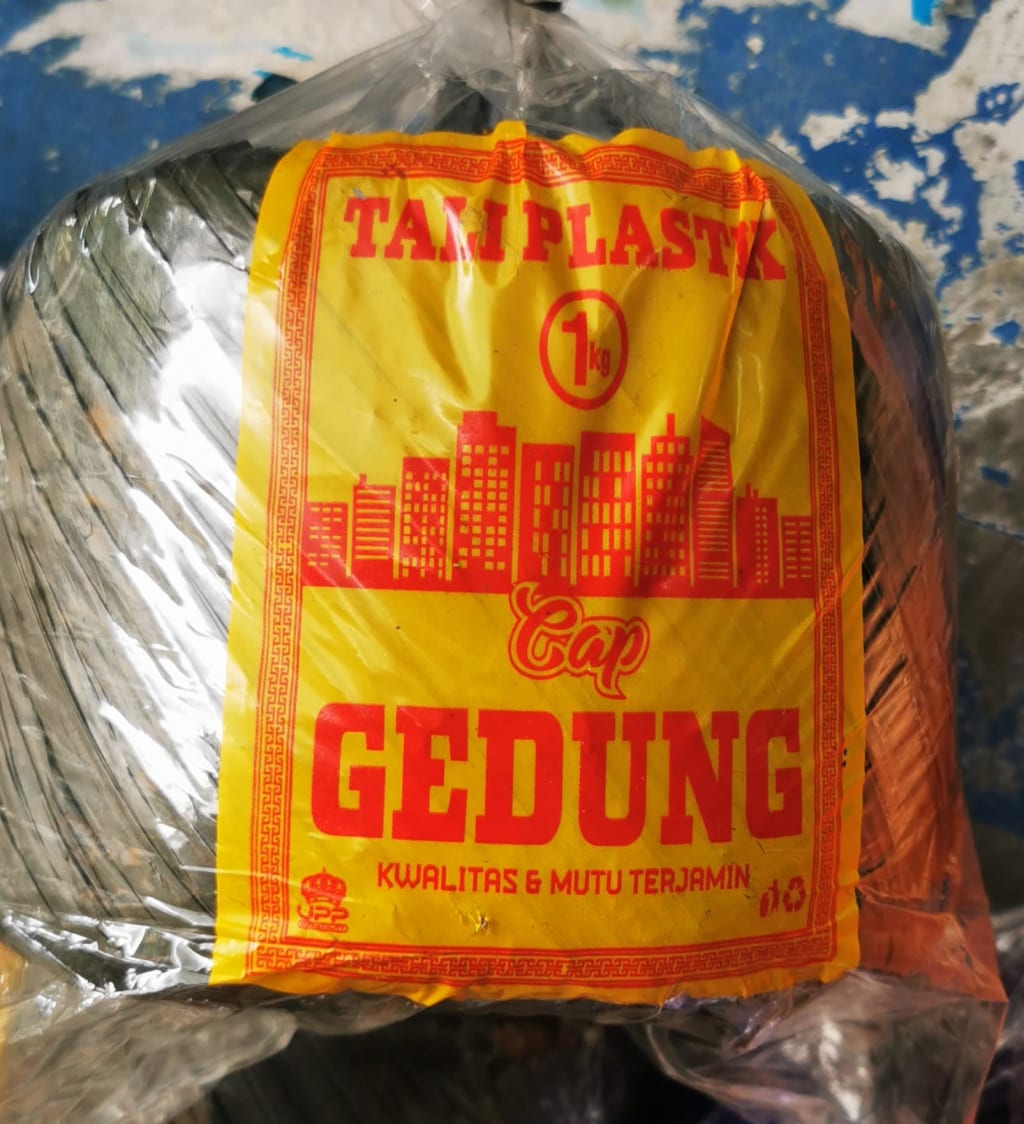 TALI PLASTIK
1kg
Cap
GEDUNG
KWALITAS & MUTU TERJAMIN